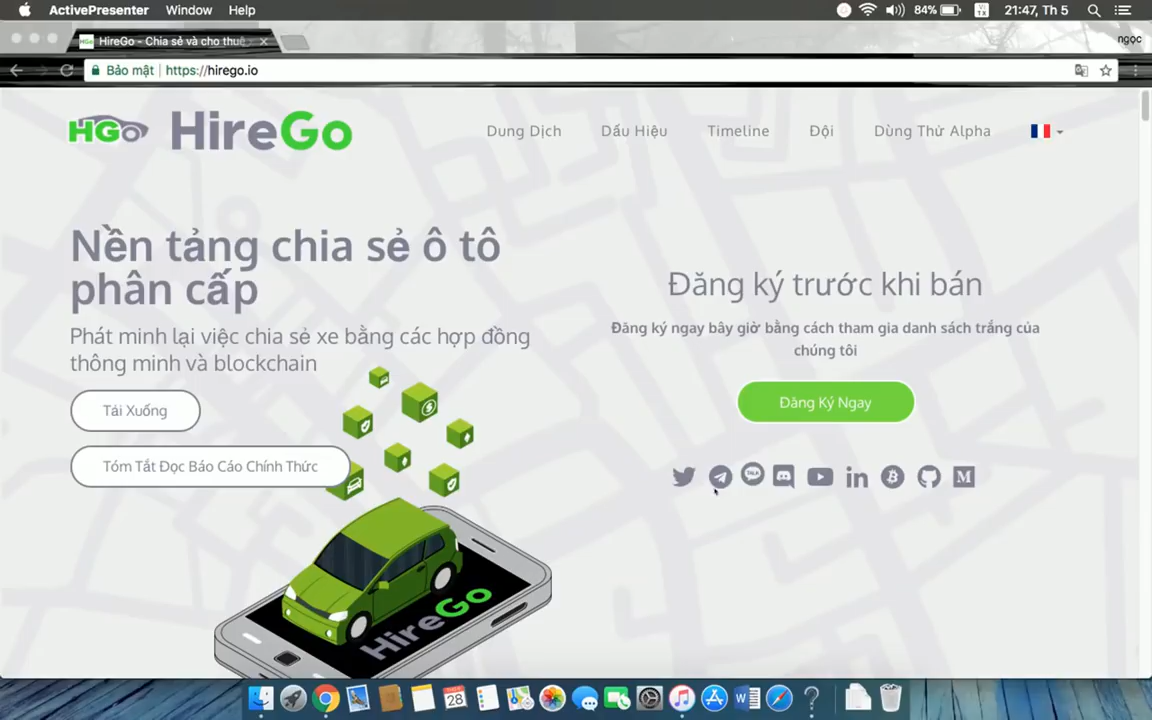 ActivePresenter Window Help 84% VI TX 21:47, Th 5
HireGo - Chia sẻ và cho thuê ngọc
Bảo mật https://hirego.io
HGo HireGo Dung Dịch Dấu Hiệu Timeline Đội Dùng Thử Alpha
Nền tảng chia sẻ ô tô
phân cấp
Phát minh lại việc chia sẻ xe bằng các hợp đồng
thông minh và blockchain
Tải Xuống
Tóm Tắt Đọc Báo Cáo Chính Thức
Đăng ký trước khi bán
Đăng ký ngay bây giờ bằng cách tham gia danh sách trắng của
chúng tôi
Đăng Ký Ngay
TALK
HireGo
28